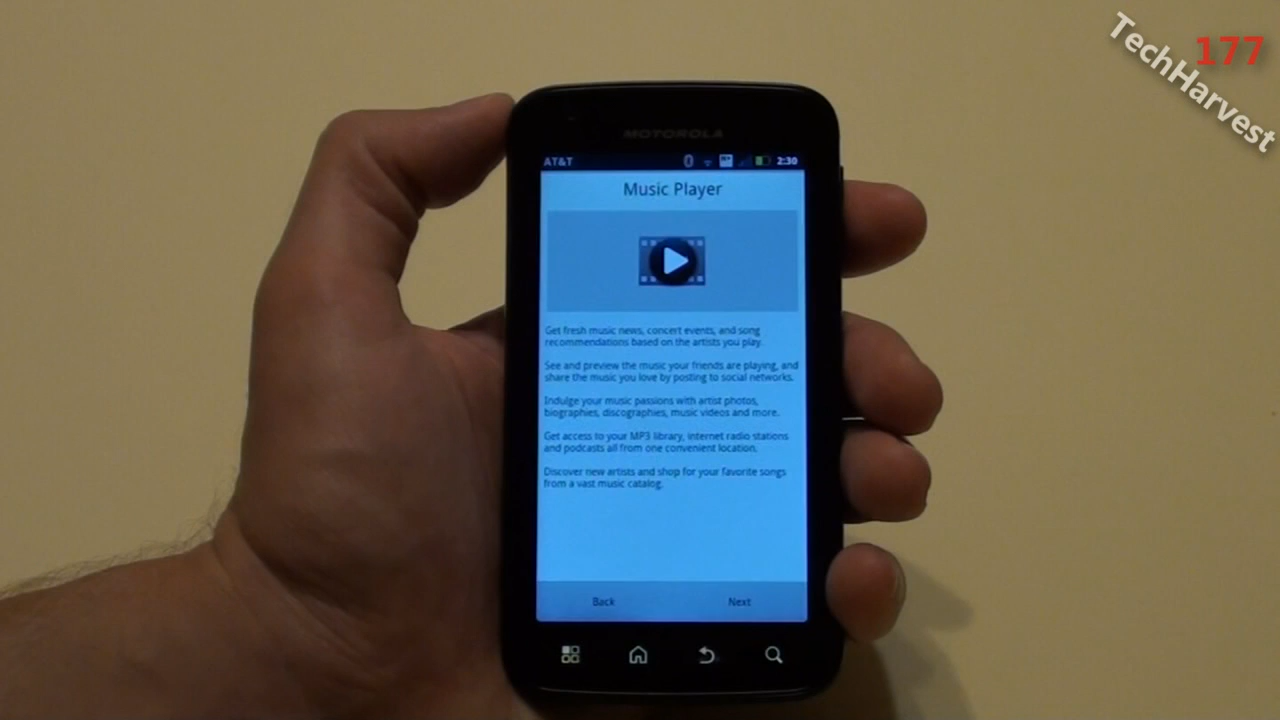 177
TechHarvest
MOTOROLA
AT&T
2:30
Music Player
Get fresh music news, concert events, and song
recommendations based on the artists you play.
See and preview the music your friends are playing, and
share the music you love by posting to social networks.
Indulge your music passions with artist photos,
biographies, discographies, music videos and more.
Get access to your MP3 library, internet radio stations
and podcasts all from one convenient location.
Discover new artists and shop for your favorite songs
from a vast music catalog.
Back
Next